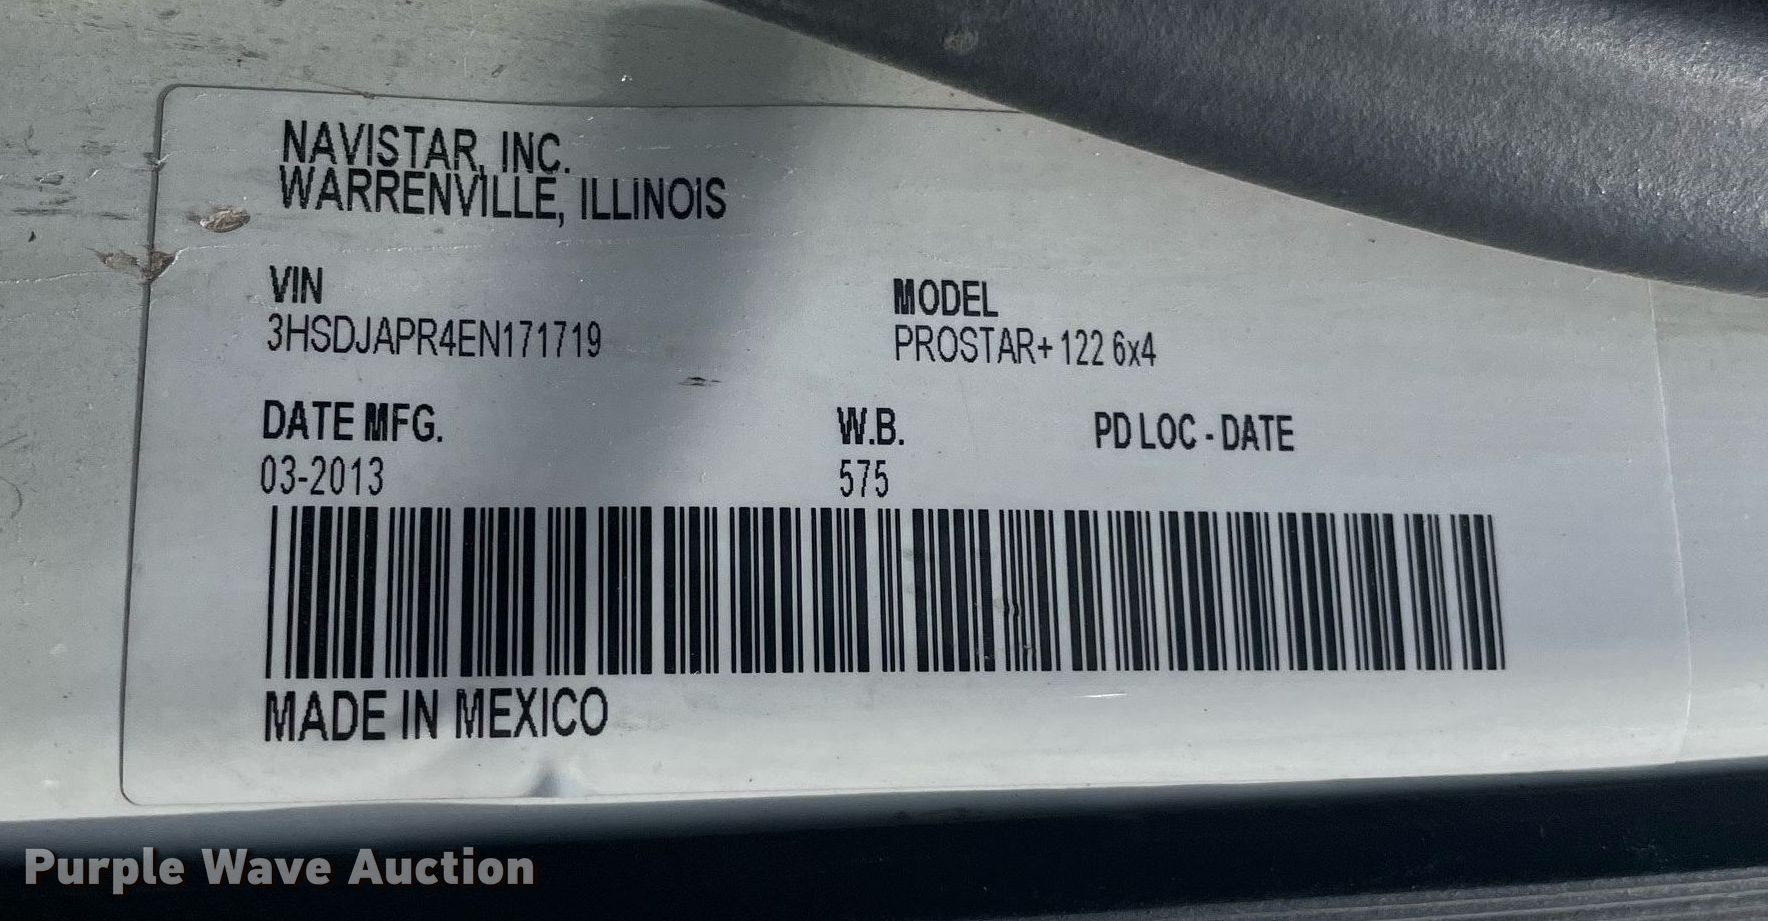 NAVISTAR, INC.
WARRENVILLE, ILLINOIS
VIN
3HSDJAPR4EN171719
MODEL
PROSTAR+ 122 6x4
DATE MFG.
03-2013
W.B.
575
PD LOC - DATE
MADE IN MEXICO
Purple Wave Auction